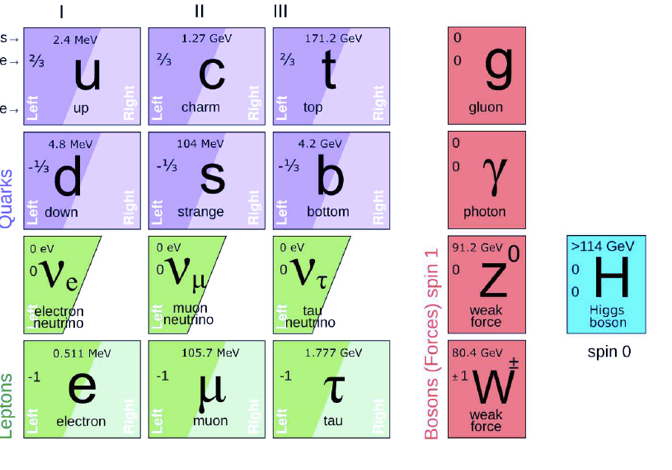 I II III
s→
e→
e→
2.4 MeV
⅔
u
Left
up
Right
1.27 GeV
⅔
c
Left
charm
Right
171.2 GeV
⅔
t
Left
top
Right
0
0
g
gluon
Quarks
4.8 MeV
-⅓
d
Left
down
Right
104 MeV
-⅓
s
Left
strange
Right
4.2 GeV
-⅓
b
Left
bottom
Right
0
0
γ
photon
0 eV
0
νe
Left
electron
neutrino
0 eV
0
νμ
Left
muon
neutrino
0 eV
0
ντ
Left
tau
neutrino
Bosons (Forces) spin 1
91.2 GeV
0
Z0
weak
force
>114 GeV
0
0
H
Higgs
boson
spin 0
Leptons
0.511 MeV
-1
e
Left
electron
Right
105.7 MeV
-1
μ
Left
muon
Right
1.777 GeV
-1
τ
Left
tau
Right
80.4 GeV
±1
W±
weak
force